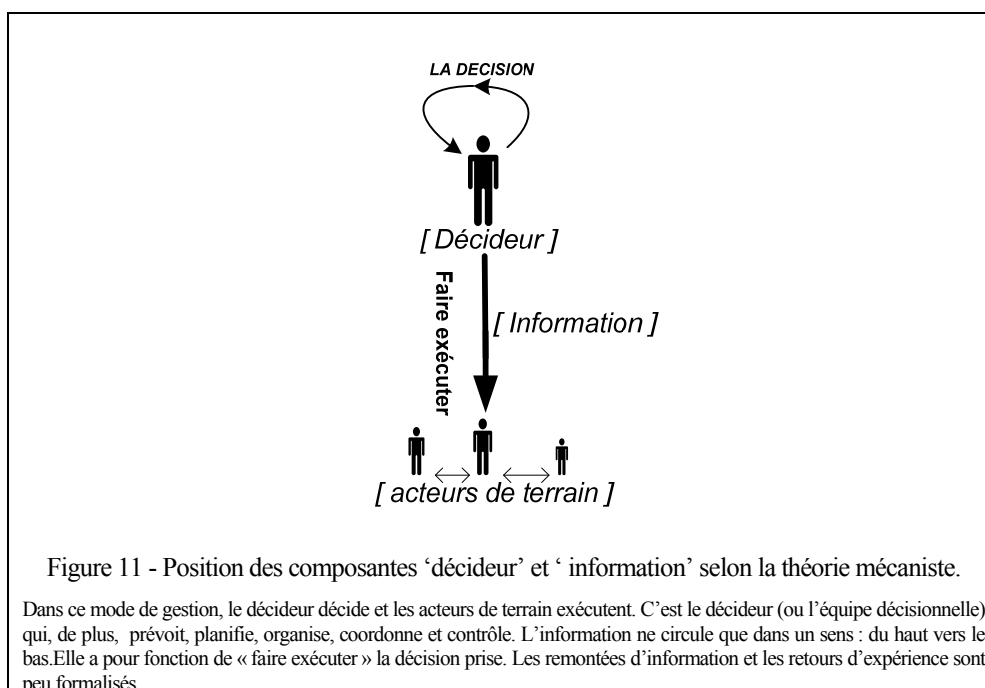 LA DECISION
[ Décideur ]
Faire exécuter
[ Information ]
[ acteurs de terrain ]
Figure 11 - Position des composantes ‘décideur’ et ‘ information’ selon la théorie mécaniste.
Dans ce mode de gestion, le décideur décide et les acteurs de terrain exécutent. C’est le décideur (ou l’équipe décisionnelle)
qui, de plus, prévoit, planifie, organise, coordonne et contrôle. L’information ne circule que dans un sens : du haut vers le
bas.Elle a pour fonction de « faire exécuter » la décision prise. Les remontées d’information et les retours d’expérience sont
peu formalisés.